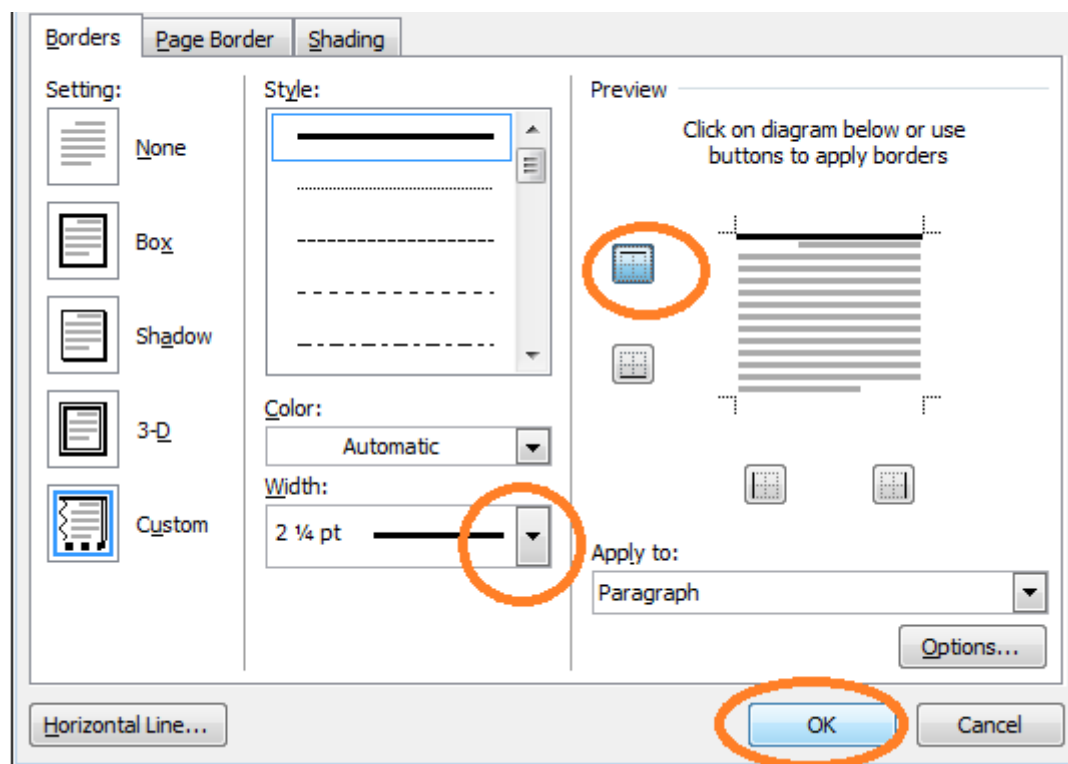 Borders Page Border Shading
Setting:
None
Box
Shadow
3-D
Custom
Style:
Color:
Automatic
Width:
2 ¼ pt
Preview
Click on diagram below or use
buttons to apply borders
Apply to:
Paragraph
Options...
Horizontal Line...
OK
Cancel